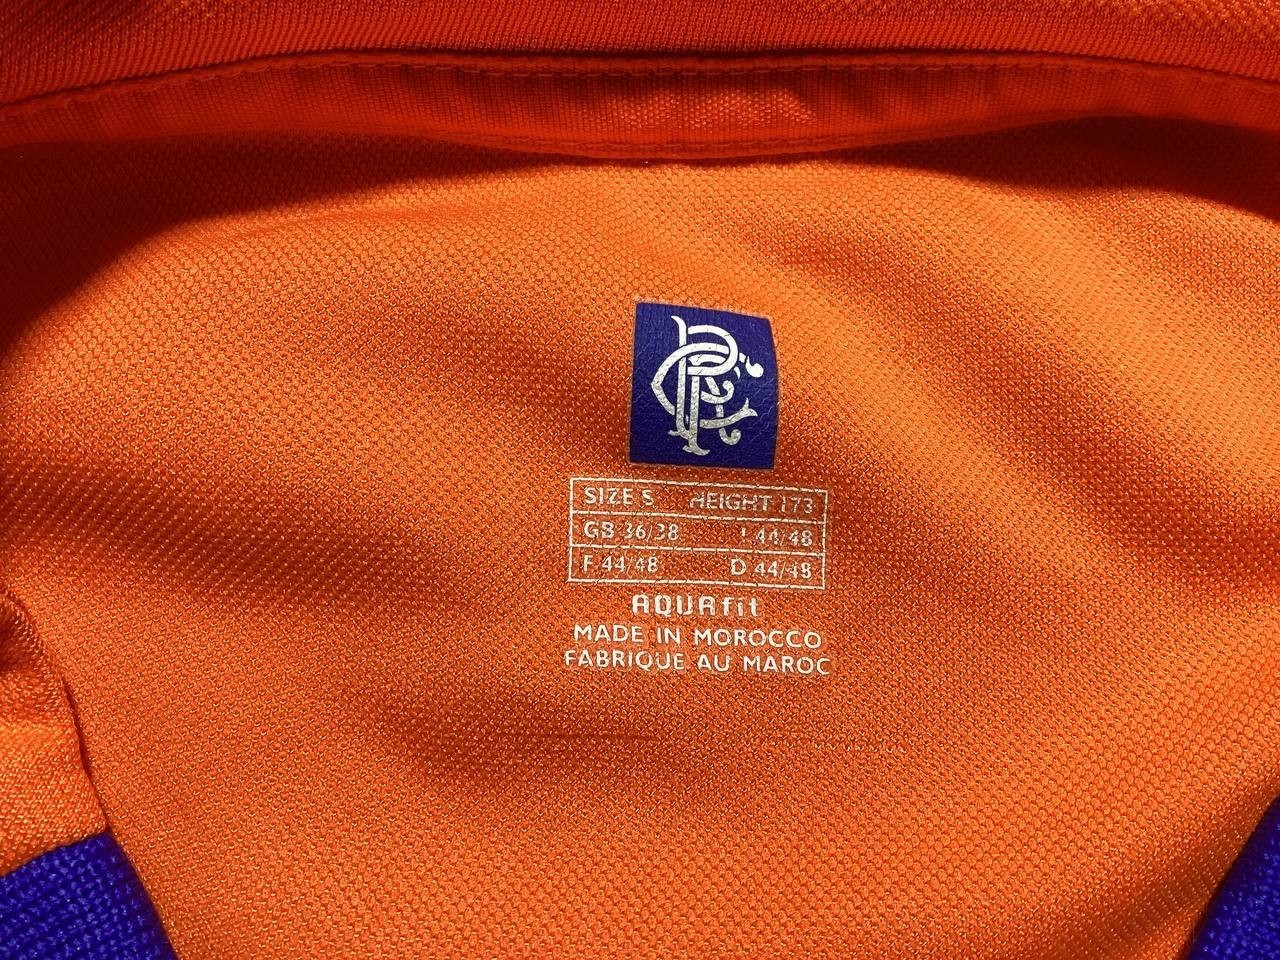 RFC
SIZE S HEIGHT 173
GB 36/38 I 44/48
F 44/48 D 44/48
AQUAfit
MADE IN MOROCCO
FABRIQUE AU MAROC